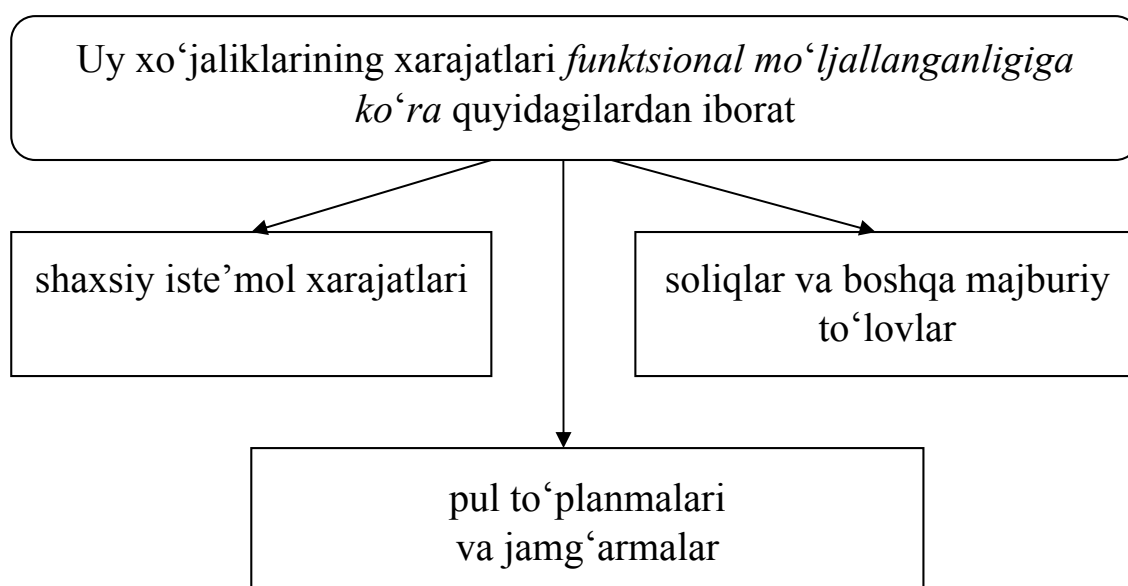 Uy xo‘jaliklarining xarajatlari funktsional mo‘ljallanganligiga
ko‘ra quyidagilardan iborat
shaxsiy iste’mol xarajatlari
soliqlar va boshqa majburiy
to‘lovlar
pul to‘planmalari
va jamg‘armalar